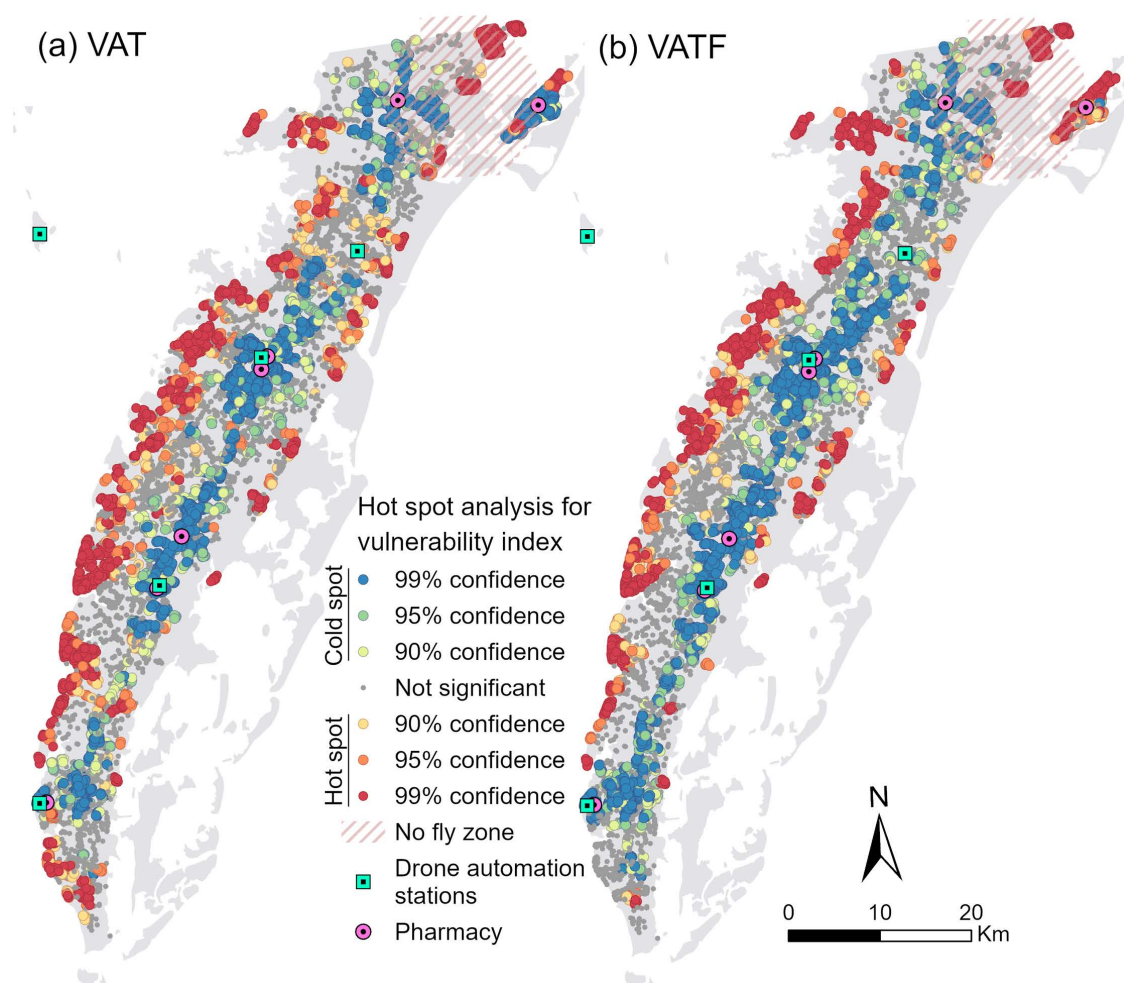 (a) VAT
(b) VATF
Hot spot analysis for
vulnerability index
Cold spot
99% confidence
95% confidence
90% confidence
Not significant
Hot spot
90% confidence
95% confidence
99% confidence
No fly zone
Drone automation
stations
Pharmacy
N
0 10 20
Km